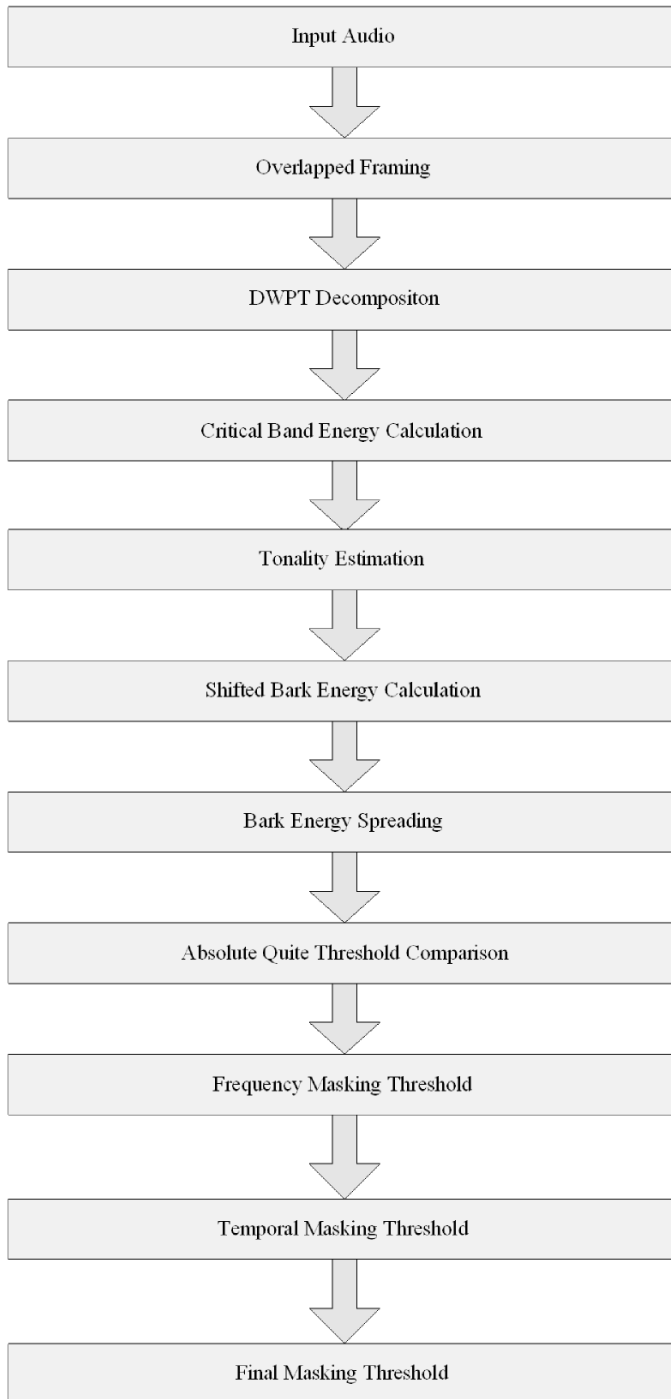 Input Audio
Overlapped Framing
DWPT Decompositon
Critical Band Energy Calculation
Tonality Estimation
Shifted Bark Energy Calculation
Bark Energy Spreading
Absolute Quite Threshold Comparison
Frequency Masking Threshold
Temporal Masking Threshold
Final Masking Threshold